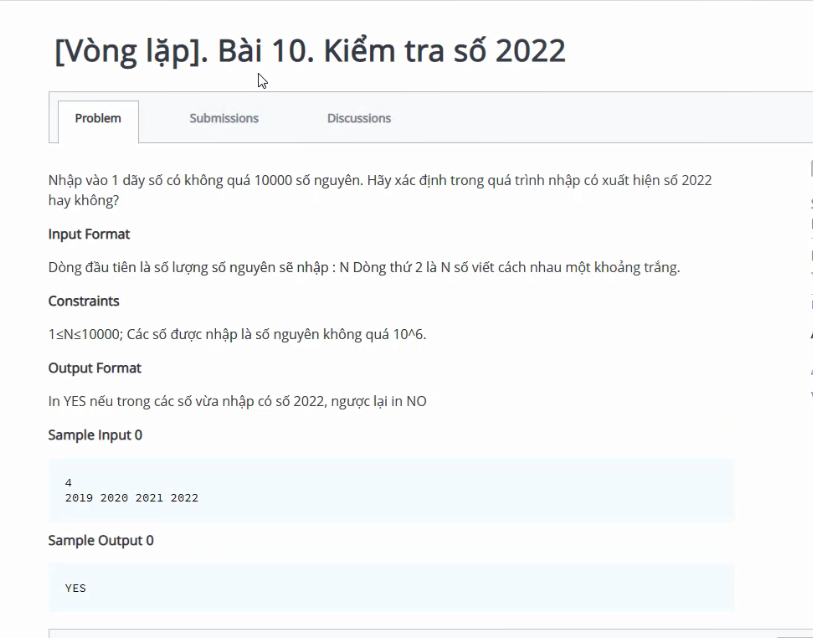 [Vòng lặp]. Bài 10. Kiểm tra số 2022
Problem
Submissions
Discussions
Nhập vào 1 dãy số có không quá 10000 số nguyên. Hãy xác định trong quá trình nhập có xuất hiện số 2022
hay không?
Input Format
Dòng đầu tiên là số lượng số nguyên sẽ nhập : N Dòng thứ 2 là N số viết cách nhau một khoảng trắng.
Constraints
1≤N≤10000; Các số được nhập là số nguyên không quá 10^6.
Output Format
In YES nếu trong các số vừa nhập có số 2022, ngược lại in NO
Sample Input 0
4
2019 2020 2021 2022
Sample Output 0
YES